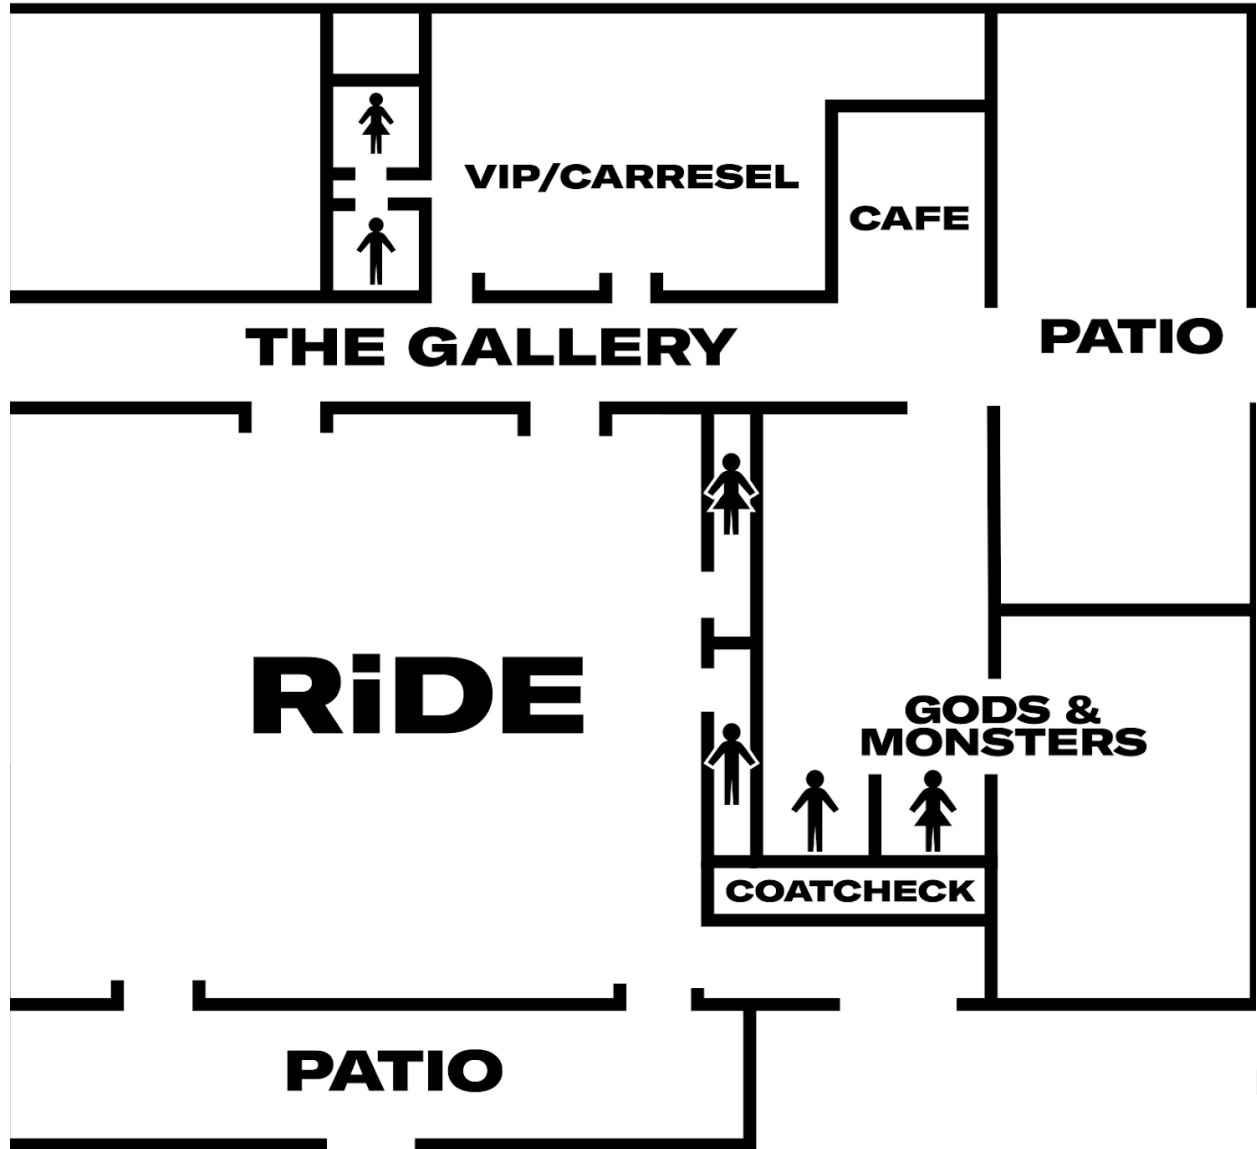 VIP/CARRESEL
CAFE
THE GALLERY
PATIO
RiDE
GODS &
MONSTERS
COATCHECK
PATIO